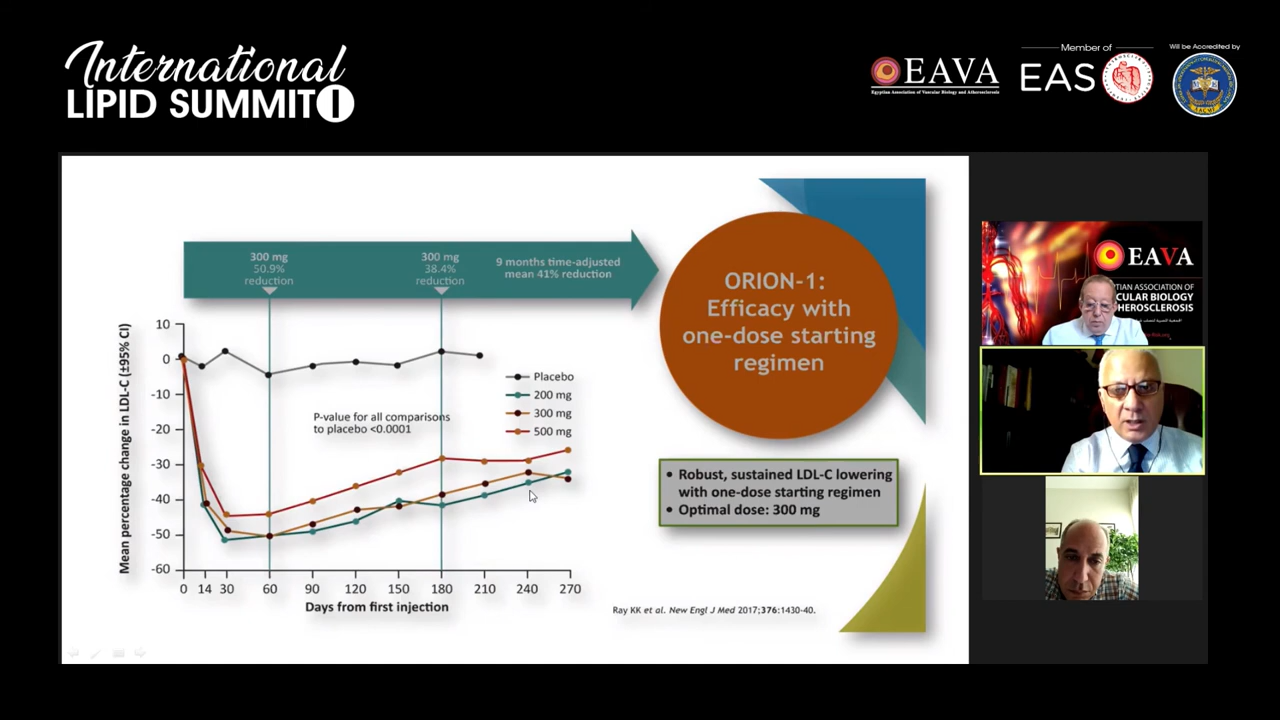 International
LIPID SUMMIT 1
EAVA
Egyptian Association of Vascular Biology and Atherosclerosis
Member of
EAS
Will be Accredited by
300 mg
50.9%
reduction
300 mg
38.4%
reduction
9 months time-adjusted
mean 41% reduction
ORION-1:
Efficacy with
one-dose starting
regimen
Mean percentage change in LDL-C (±95% CI)
10
0
-10
-20
-30
-40
-50
-60
P-value for all comparisons
to placebo <0.0001
Placebo
200 mg
300 mg
500 mg
0 14 30 60 90 120 150 180 210 240 270
Days from first injection
• Robust, sustained LDL-C lowering
with one-dose starting regimen
• Optimal dose: 300 mg
Ray KK et al. New Engl J Med 2017;376:1430-40.
EAVA
TIAN ASSOCIATION OF
CULAR BIOLOGY
HEROSCLEROSIS